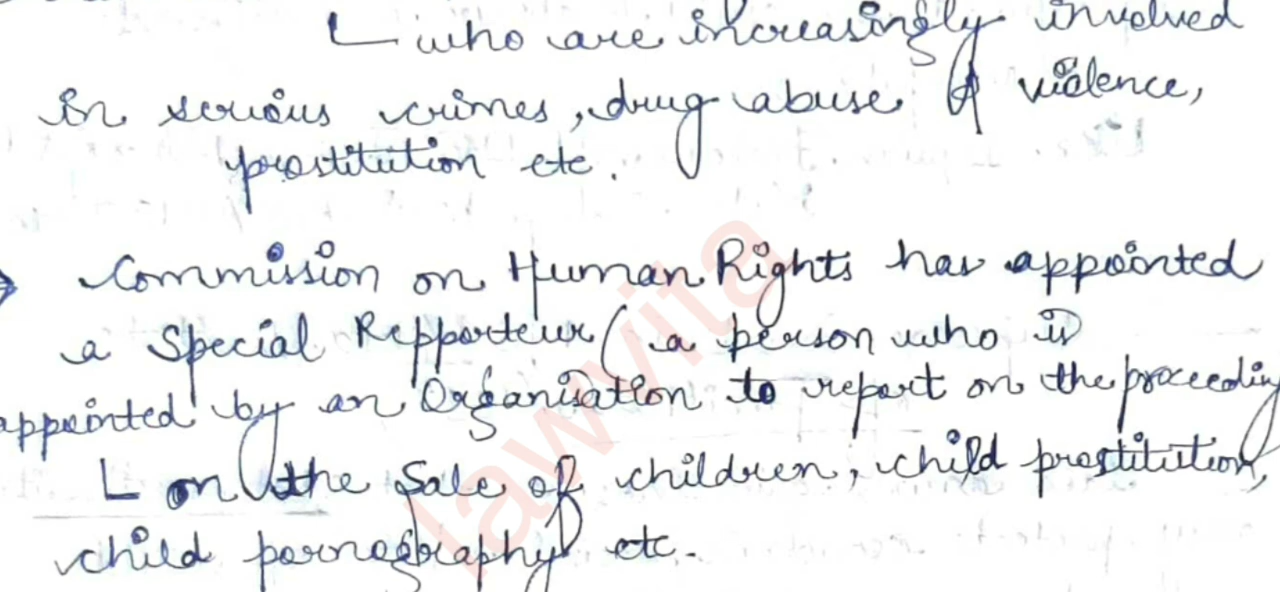 └ who are increasingly involved
in serious crimes, drug abuse & violence,
prostitution etc.
Commission on Human Rights has appointed
a Special Repporteur ( a person who is
appointed by an Organisation to report on the proceeding
└ on the Sale of children, child prostitution,
child pornography etc.
lawvita